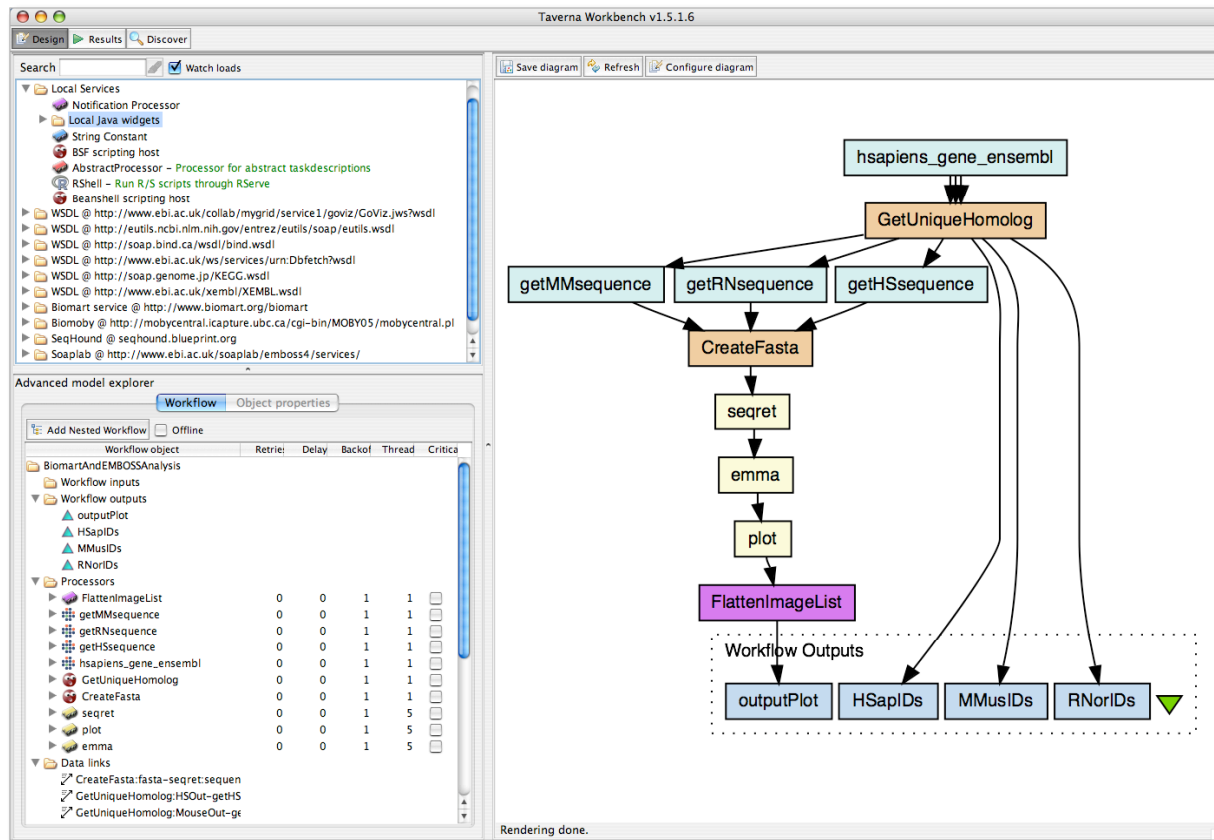 Taverna Workbench v1.5.1.6
Design Results Discover
Search Watch loads
Local Services
Notification Processor
Local Java widgets
String Constant
BSF scripting host
AbstractProcessor – Processor for abstract taskdescriptions
RShell – Run R/S scripts through RServe
Beanshell scripting host
WSDL @ http://www.ebi.ac.uk/collab/mygrid/service1/goviz/GoViz.jws?wsdl
WSDL @ http://eutils.ncbi.nlm.nih.gov/entrez/eutils/soap/eutils.wsdl
WSDL @ http://soap.bind.ca/wsdl/bind.wsdl
WSDL @ http://www.ebi.ac.uk/ws/services/urn:Dbfetch?wsdl
WSDL @ http://soap.genome.jp/KEGG.wsdl
WSDL @ http://www.ebi.ac.uk/xembl/XEMBL.wsdl
Biomart service @ http://www.biomart.org/biomart
Biomoby @ http://mobycentral.icapture.ubc.ca/cgi-bin/MOBY05/mobycentral.pl
SeqHound @ seqhound.blueprint.org
Soaplab @ http://www.ebi.ac.uk/soaplab/emboss4/services/
Advanced model explorer
Workflow Object properties
Add Nested Workflow Offline
Workflow object Retrie Delay Backof Thread Critica
BiomartAndEMBOSSAnalysis
Workflow inputs
Workflow outputs
outputPlot
HSapIDs
MMusIDs
RNorIDs
Processors
FlattenImageList 0 0 1 1
getMMsequence 0 0 1 1
getRNsequence 0 0 1 1
getHSsequence 0 0 1 1
hsapiens_gene_ensembl 0 0 1 1
GetUniqueHomolog 0 0 1 1
CreateFasta 0 0 1 1
seqret 0 0 1 5
plot 0 0 1 5
emma 0 0 1 5
Data links
CreateFasta:fasta-seqret:sequen
GetUniqueHomolog:HSOut-getHS
GetUniqueHomolog:MouseOut-ge
Save diagram Refresh Configure diagram
hsapiens_gene_ensembl
GetUniqueHomolog
getMMsequence getRNsequence getHSsequence
CreateFasta
seqret
emma
plot
FlattenImageList
Workflow Outputs
outputPlot HSapIDs MMusIDs RNorIDs
Rendering done.